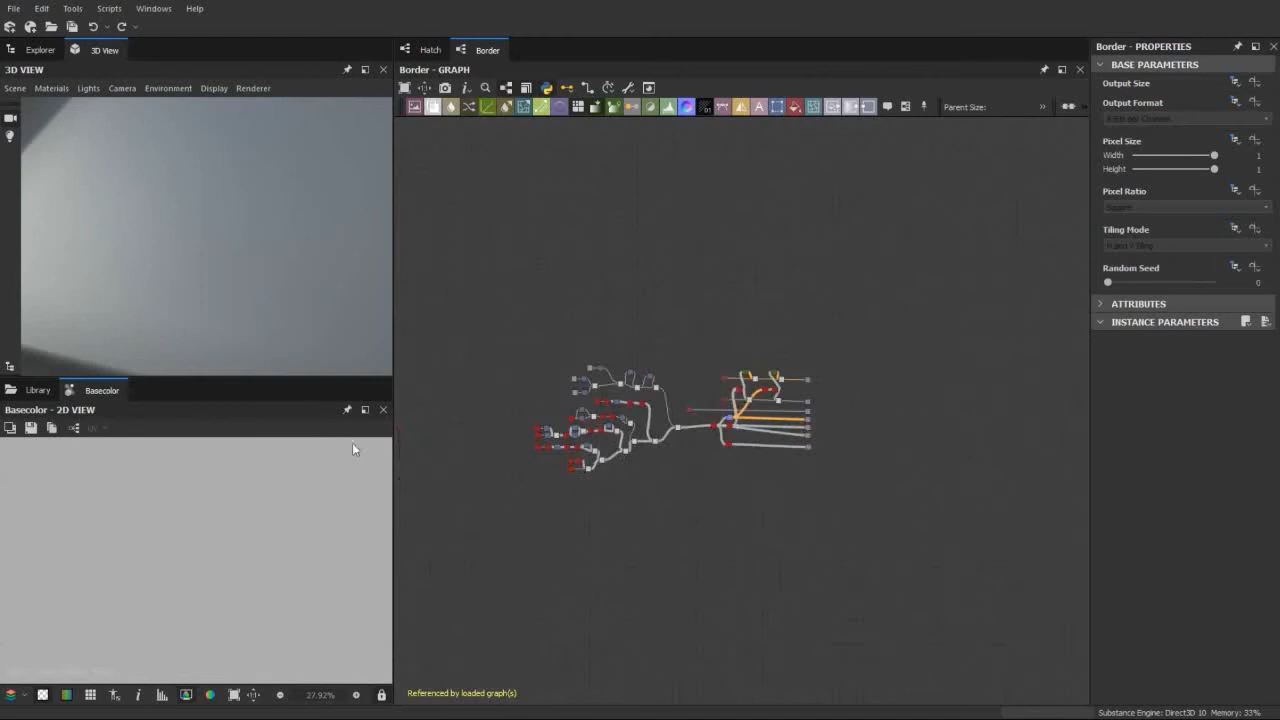 File Edit Tools Scripts Windows Help
Explorer 3D View
Hatch Border
Border - PROPERTIES
3D VIEW
Border - GRAPH
BASE PARAMETERS
Scene Materials Lights Camera Environment Display Renderer
Output Size
Output Format
Parent Size:
Pixel Size
Width 1
Height 1
Pixel Ratio
Square
Tiling Mode
Random Seed
0
ATTRIBUTES
INSTANCE PARAMETERS
Library Basecolor
Basecolor - 2D VIEW
UV
27.92%
Referenced by loaded graph(s)
Substance Engine: Direct3D 10 Memory: 33%